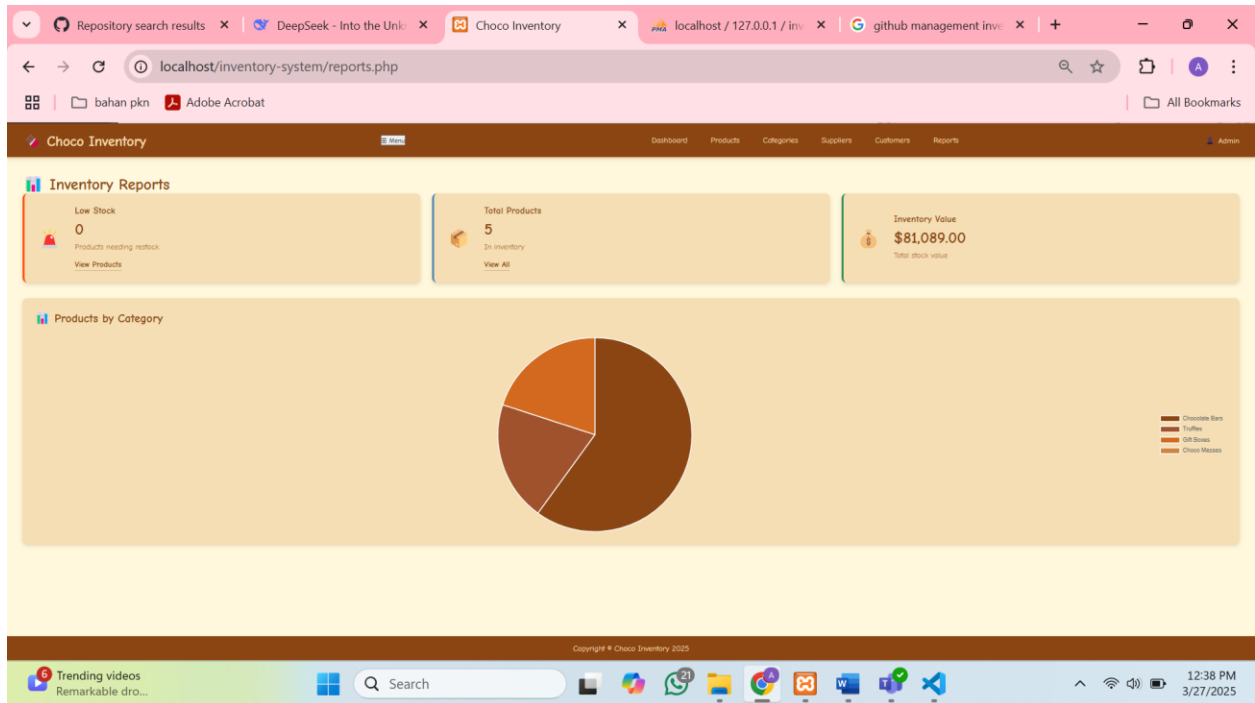 Repository search results
DeepSeek - Into the Unk
Choco Inventory
PMA localhost / 127.0.0.1 / inv
github management inve
localhost/inventory-system/reports.php
A
bahan pkn
Adobe Acrobat
All Bookmarks
Choco Inventory
Menu
Dashboard Products Categories Suppliers Customers Reports
Admin
Inventory Reports
Low Stock
0
Products needing restock
View Products
Total Products
5
In inventory
View All
Inventory Value
$81,089.00
Total stock value
Products by Category
Chocolate Bars
Truffles
Gift Boxes
Choco Messes
Copyright © Choco Inventory 2025
6
Trending videos
Remarkable dro...
Search
21
A
12:38 PM
3/27/2025